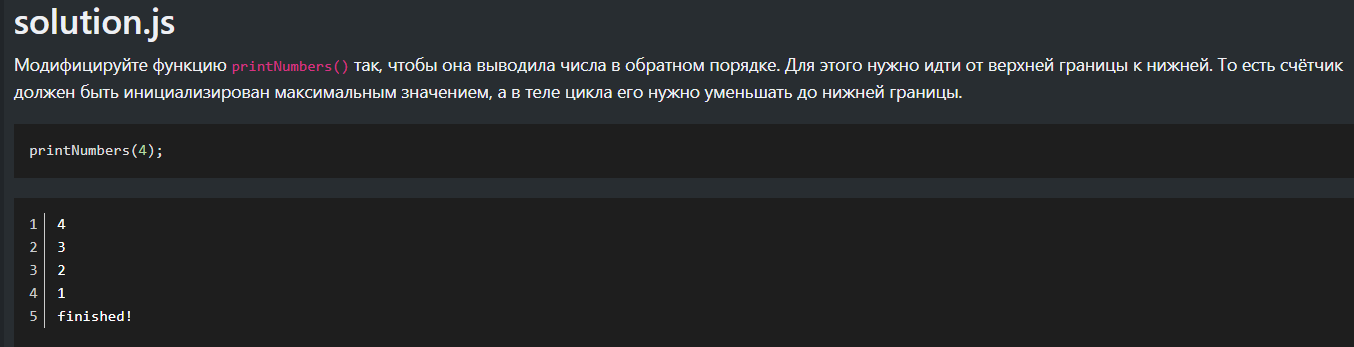 solution.js
Модифицируйте функцию printNumbers() так, чтобы она выводила числа в обратном порядке. Для этого нужно идти от верхней границы к нижней. То есть счётчик
должен быть инициализирован максимальным значением, а в теле цикла его нужно уменьшать до нижней границы.
printNumbers(4);
1 4
2 3
3 2
4 1
5 finished!